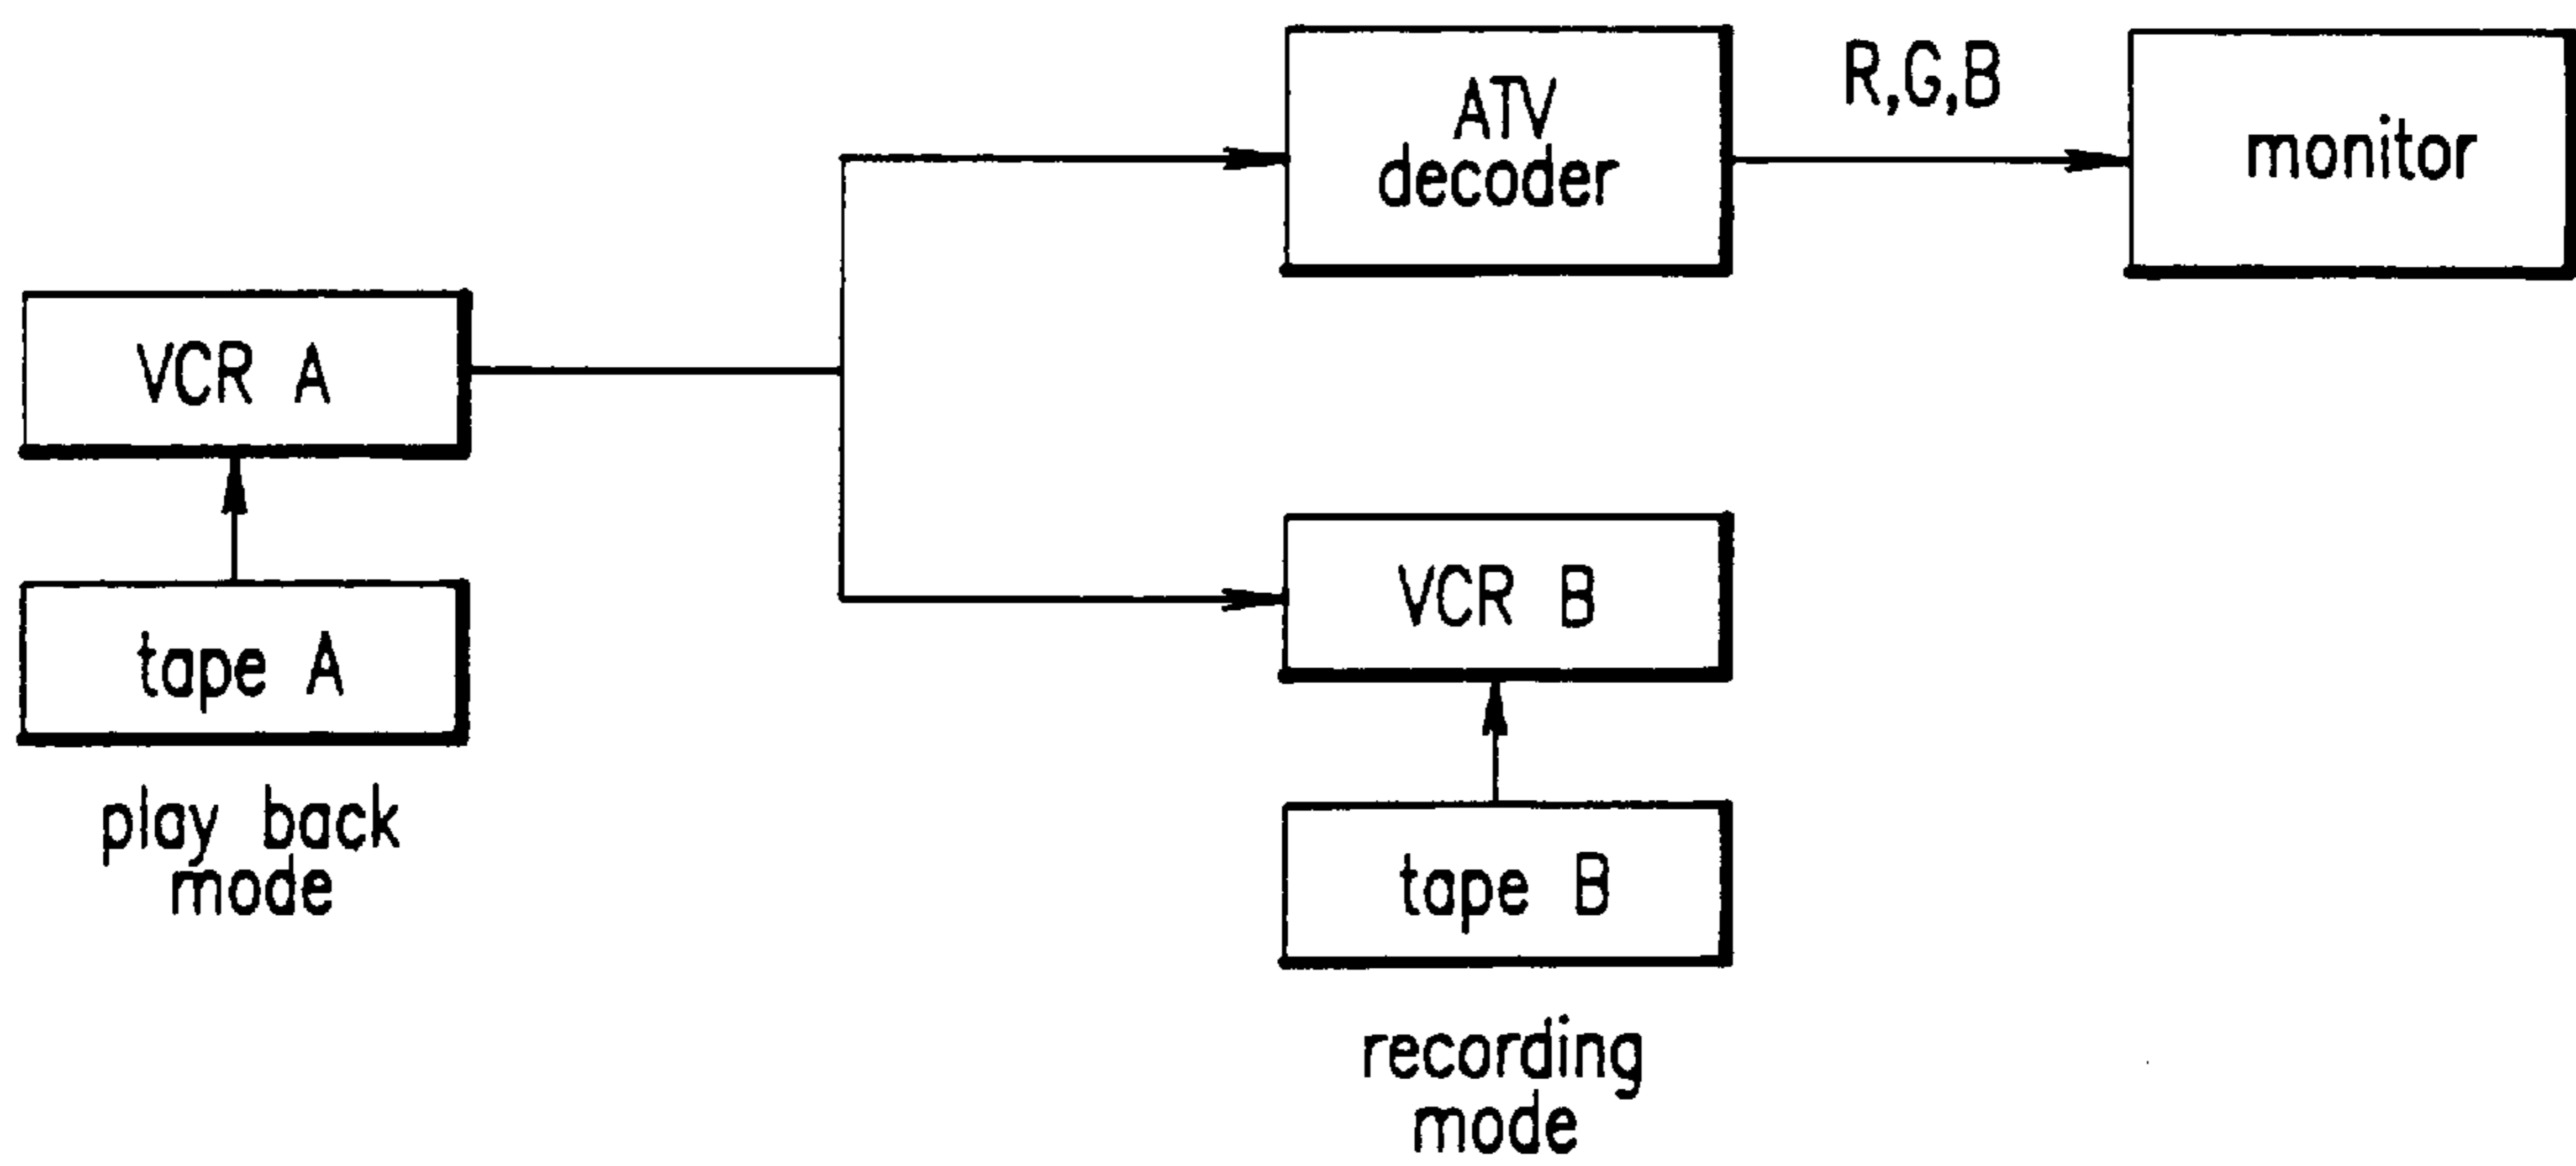 ATV
decoder
R,G,B
monitor
VCR A
tape A
play back
mode
VCR B
tape B
recording
mode